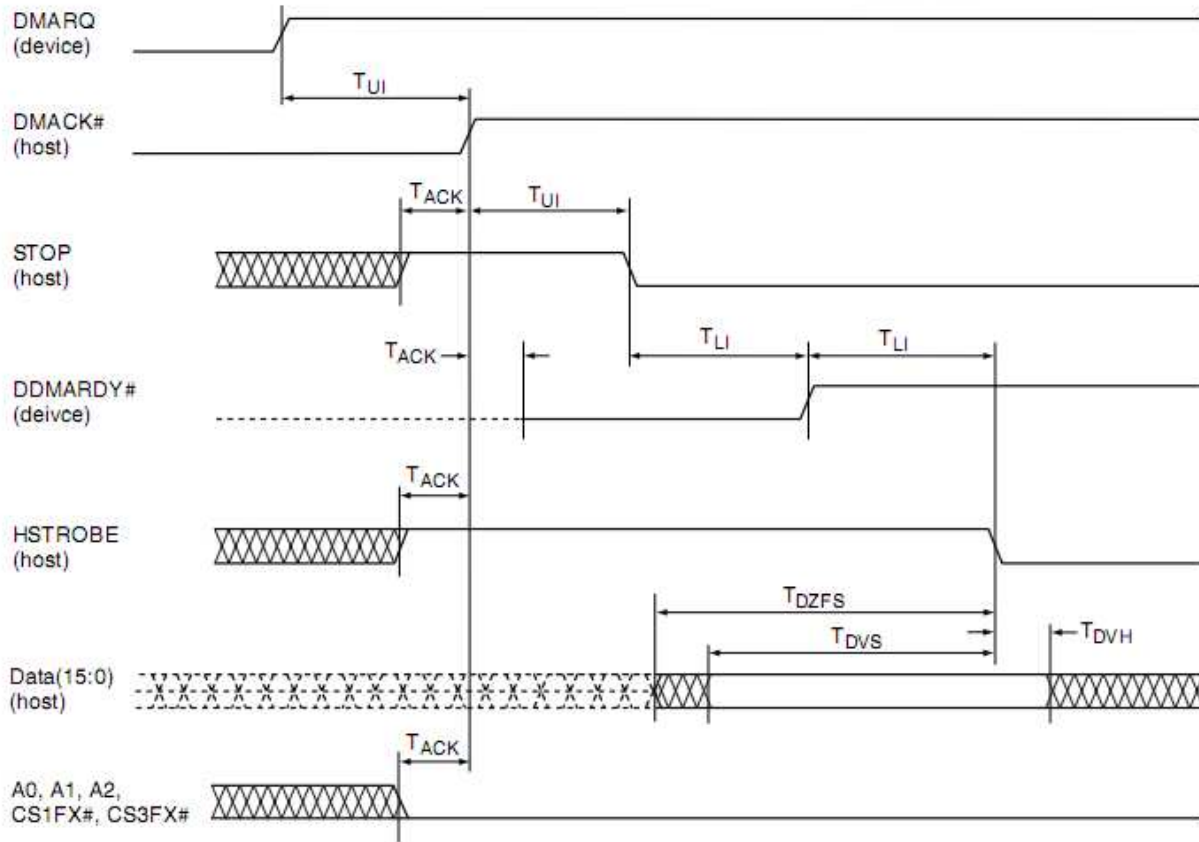 DMARQ
(device)
TUI
DMACK#
(host)
TACK
TUI
STOP
(host)
TACK
TLI
TLI
DDMARDY#
(deivce)
TACK
HSTROBE
(host)
TDZFS
TDVS
TDVH
Data(15:0)
(host)
TACK
A0, A1, A2,
CS1FX#, CS3FX#